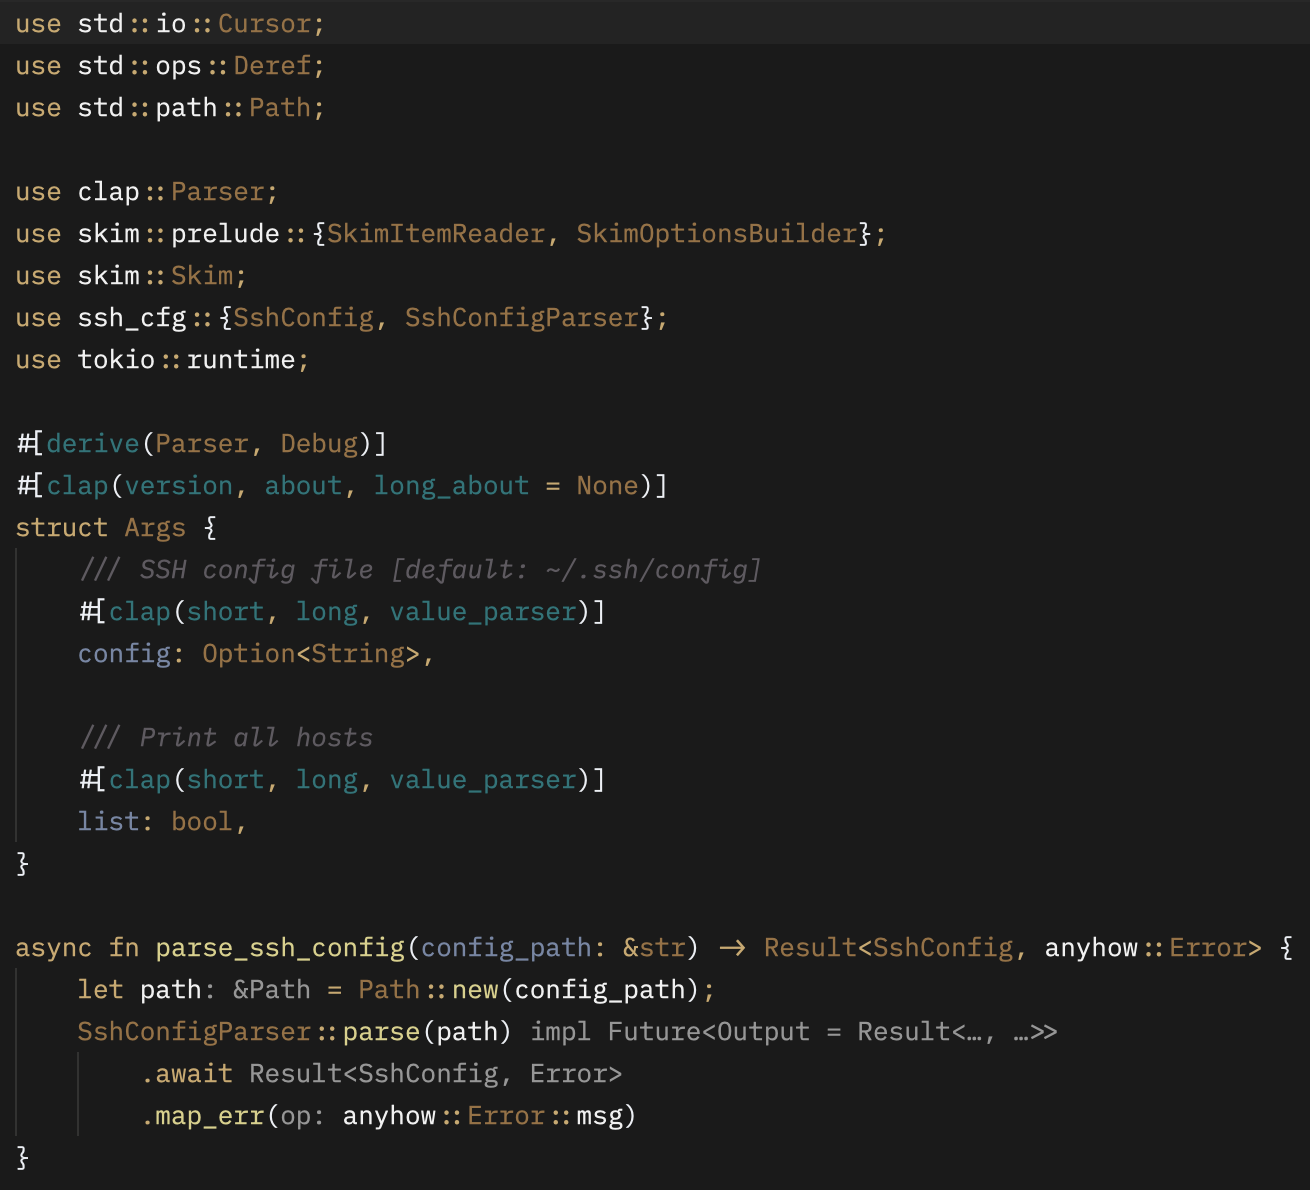 use std::io::Cursor;
use std::ops::Deref;
use std::path::Path;

use clap::Parser;
use skim::prelude::{SkimItemReader, SkimOptionsBuilder};
use skim::Skim;
use ssh_cfg::{SshConfig, SshConfigParser};
use tokio::runtime;

#[derive(Parser, Debug)]
#[clap(version, about, long_about = None)]
struct Args {
    /// SSH config file [default: ~/.ssh/config]
    #[clap(short, long, value_parser)]
    config: Option<String>,

    /// Print all hosts
    #[clap(short, long, value_parser)]
    list: bool,
}

async fn parse_ssh_config(config_path: &str) -> Result<SshConfig, anyhow::Error> {
    let path: &Path = Path::new(config_path);
    SshConfigParser::parse(path) impl Future<Output = Result<…, …>>
        .await Result<SshConfig, Error>
        .map_err(op: anyhow::Error::msg)
}